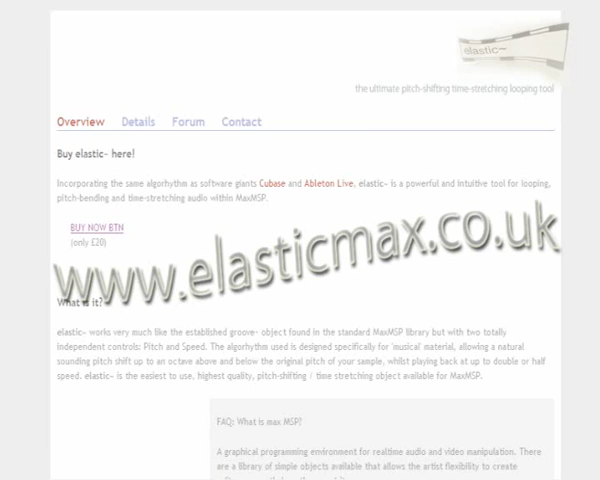 elastic~
the ultimate pitch-shifting time-stretching looping tool
Overview Details Forum Contact
Buy elastic~ here!
Incorporating the same algorhythm as software giants Cubase and Ableton Live, elastic~ is a powerful and intuitive tool for looping,
pitch-bending and time-stretching audio within MaxMSP.
BUY NOW BTN
(only £20)
www.elasticmax.co.uk
What is it?
elastic~ works very much like the established groove~ object found in the standard MaxMSP library but with two totally
independent controls: Pitch and Speed. The algorhythm used is designed specifically for 'musical' material, allowing a natural
sounding pitch shift up to an octave above and below the original pitch of your sample, whilst playing back at up to double or half
speed. elastic~ is the easiest to use, highest quality, pitch-shifting / time stretching object available for MaxMSP.
FAQ: What is max MSP?
A graphical programming environment for realtime audio and video manipulation. There
are a library of simple objects available that allows the artist flexibility to create